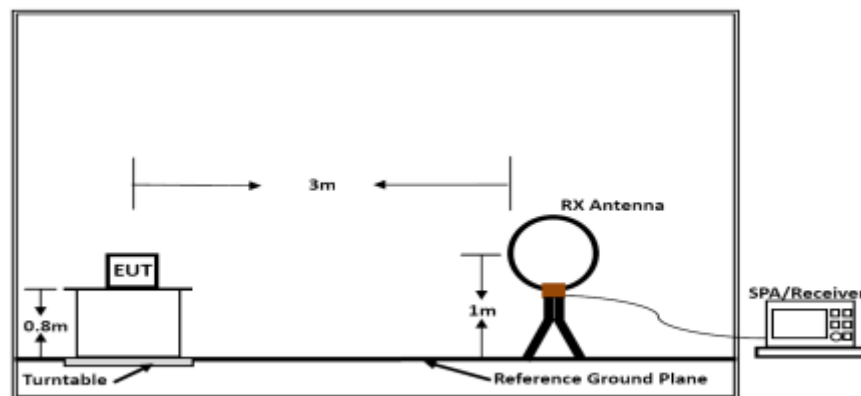 3m
RX Antenna
EUT
SPA/Receiver
0.8m
1m
Turntable
Reference Ground Plane